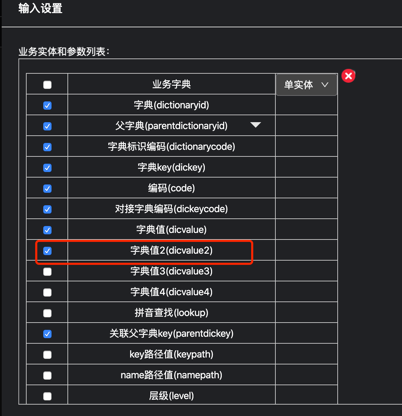 输入设置
业务实体和参数列表：
业务字典 单实体
字典(dictionaryid)
父字典(parentdictionaryid)
字典标识编码(dictionarycode)
字典key(dickey)
编码(code)
对接字典编码(dickeycode)
字典值(dicvalue)
字典值2(dicvalue2)
字典值3(dicvalue3)
字典值4(dicvalue4)
拼音查找(lookup)
关联父字典key(parentdickey)
key路径值(keypath)
name路径值(namepath)
层级(level)